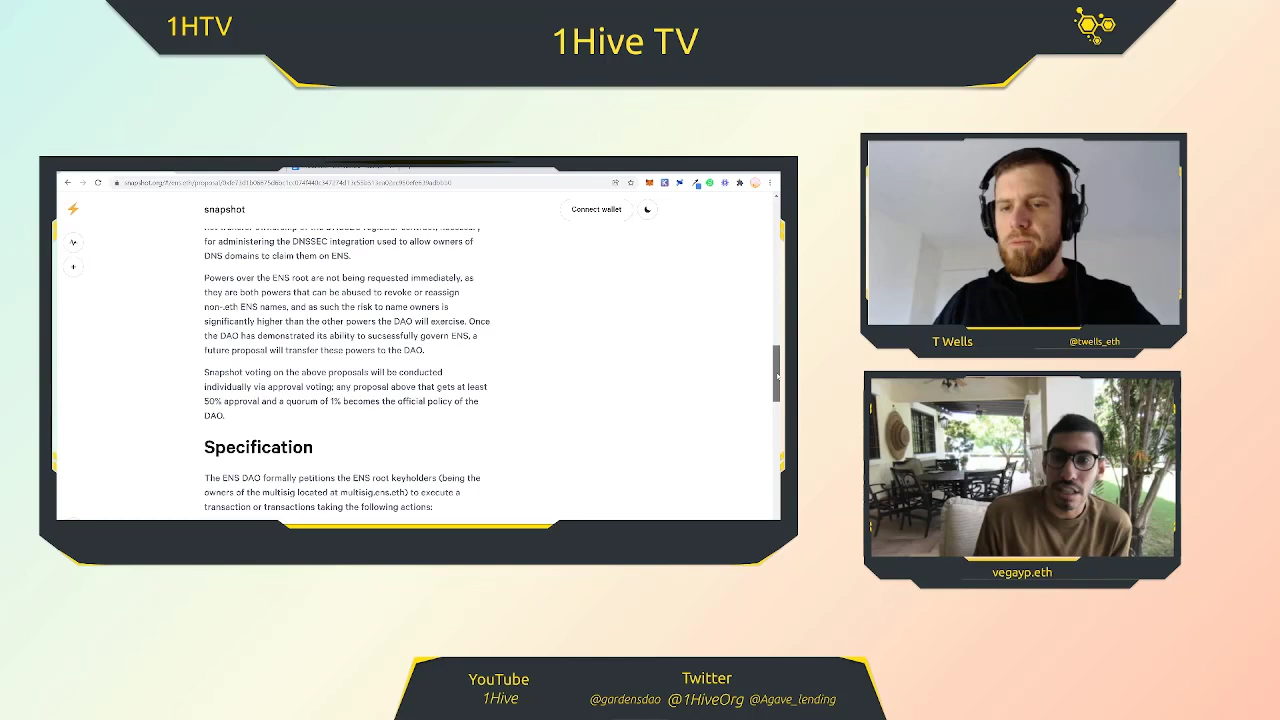 1HTV
1Hive TV
snapshot
Connect wallet
for administering the DNSSEC integration used to allow owners of
DNS domains to claim them on ENS.
Powers over the ENS root are not being requested immediately, as
they are both powers that can be abused to revoke or reassign
non-.eth ENS names, and as such the risk to name owners is
significantly higher than the other powers the DAO will exercise. Once
the DAO has demonstrated its ability to sucsessfully govern ENS, a
future proposal will transfer these powers to the DAO.
Snapshot voting on the above proposals will be conducted
individually via approval voting; any proposal above that gets at least
50% approval and a quorum of 1% becomes the official policy of the
DAO.
Specification
The ENS DAO formally petitions the ENS root keyholders (being the
owners of the multisig located at multisig.ens.eth) to execute a
transaction or transactions taking the following actions:
T Wells
@twells_eth
vegayp.eth
YouTube
1Hive
Twitter
@gardensdao @1HiveOrg @Agave_lending